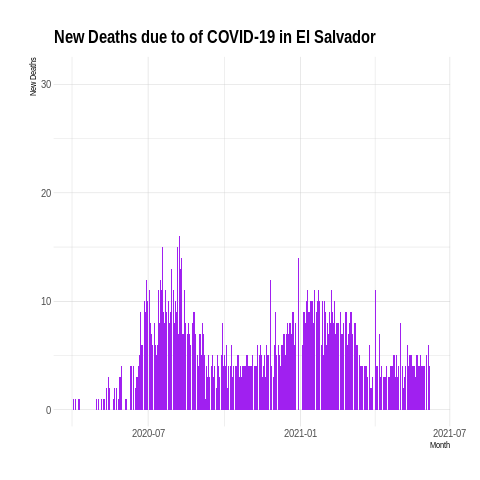 New Deaths due to of COVID-19 in El Salvador
New Deaths
30
20
10
0
2020-07
2021-01
2021-07
Month